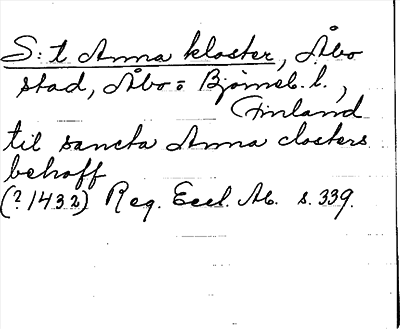 S:t Anna kloster, Åbo
stad, Åbo o Björneb. l.,
Finland
til sancta Anna closters
behoff
(?1432) Reg. Eccl. Ab. s. 339.